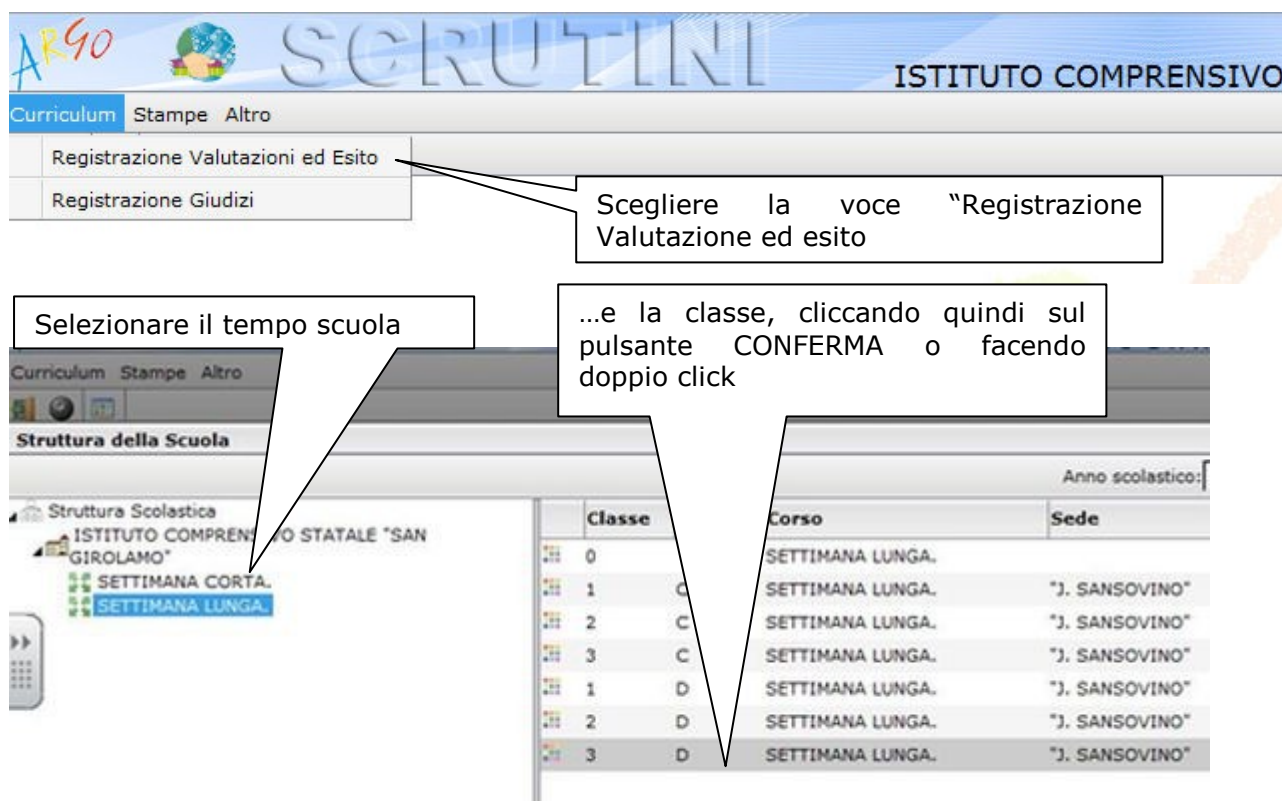 ARGO SCRUTINI
ISTITUTO COMPRENSIVO
Curriculum Stampe Altro
Registrazione Valutazioni ed Esito
Registrazione Giudizi
Scegliere la voce “Registrazione
Valutazione ed esito
Selezionare il tempo scuola
…e la classe, cliccando quindi sul
pulsante CONFERMA o facendo
doppio click
Curriculum Stampe Altro
Struttura della Scuola
Anno scolastico:
Struttura Scolastica
ISTITUTO COMPRENS VO STATALE "SAN
GIROLAMO"
SETTIMANA CORTA.
SETTIMANA LUNGA.
Classe Corso Sede
0 SETTIMANA LUNGA.
1 C SETTIMANA LUNGA. "J. SANSOVINO"
2 C SETTIMANA LUNGA. "J. SANSOVINO"
3 C SETTIMANA LUNGA. "J. SANSOVINO"
1 D SETTIMANA LUNGA. "J. SANSOVINO"
2 D SETTIMANA LUNGA. "J. SANSOVINO"
3 D SETTIMANA LUNGA. "J. SANSOVINO"